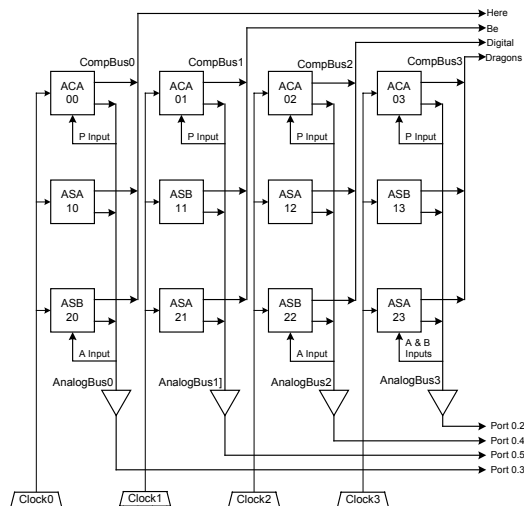 Here
Be
Digital
Dragons
CompBus0
CompBus1
CompBus2
CompBus3
ACA
00
ACA
01
ACA
02
ACA
03
P Input
P Input
P Input
P Input
ASA
10
ASB
11
ASA
12
ASB
13
ASB
20
ASA
21
ASB
22
ASA
23
A Input
A Input
A & B
Inputs
AnalogBus0
AnalogBus1]
AnalogBus2
AnalogBus3
Port 0.2
Port 0.4
Port 0.5
Port 0.3
Clock0
Clock1
Clock2
Clock3